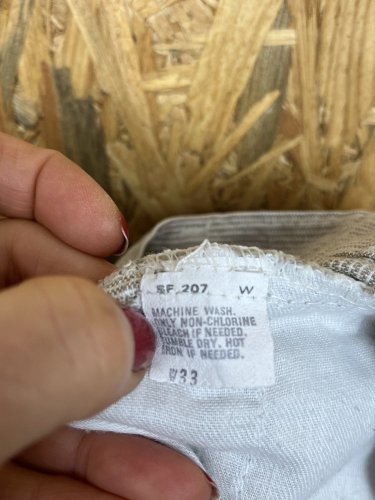 SF 207 W
MACHINE WASH.
ONLY NON-CHLORINE
BLEACH IF NEEDED.
TUMBLE DRY. HOT
IRON IF NEEDED.
W33